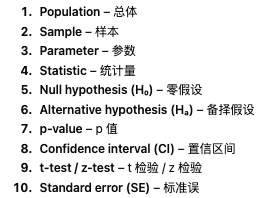 1. Population – 总体
2. Sample – 样本
3. Parameter – 参数
4. Statistic – 统计量
5. Null hypothesis (H₀) – 零假设
6. Alternative hypothesis (Hₐ) – 备择假设
7. p-value – p 值
8. Confidence interval (CI) – 置信区间
9. t-test / z-test – t 检验 / z 检验
10. Standard error (SE) – 标准误